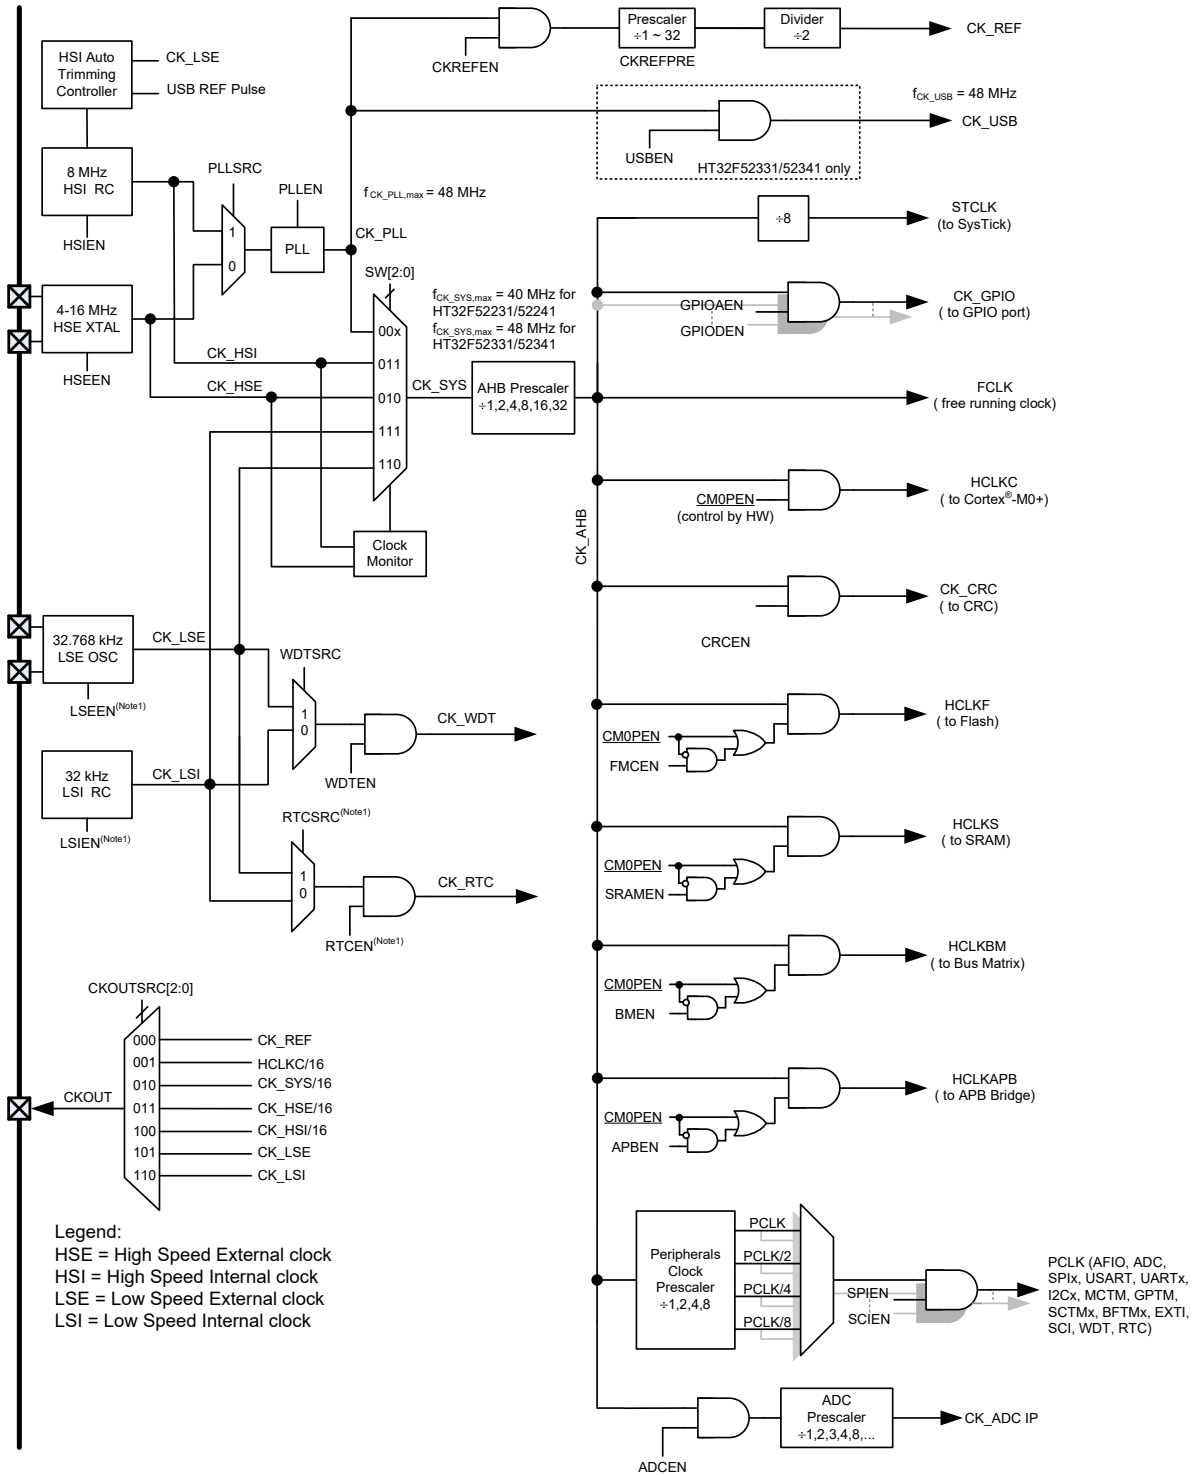 Prescaler
÷1 ~ 32
Divider
÷2
CK_REF
CKREFEN
CKREFPRE
HSI Auto
Trimming
Controller
CK_LSE
USB REF Pulse
fCK_USB = 48 MHz
CK_USB
USBEN
HT32F52331/52341 only
8 MHz
HSI RC
HSIEN
PLLSRC
PLLEN
fCK_PLL,max = 48 MHz
1
0
PLL
CK_PLL
÷8
STCLK
(to SysTick)
4-16 MHz
HSE XTAL
HSEEN
SW[2:0]
fCK_SYS,max = 40 MHz for
HT32F52231/52241
fCK_SYS,max = 48 MHz for
HT32F52331/52341
GPIOAEN
GPIODEN
CK_GPIO
( to GPIO port)
00x
011
010
111
110
CK_HSI
CK_HSE
CK_SYS
AHB Prescaler
÷1,2,4,8,16,32
FCLK
( free running clock)
CM0PEN
(control by HW)
HCLKC
( to Cortex®-M0+)
Clock
Monitor
CK_AHB
CK_CRC
( to CRC)
CRCEN
32.768 kHz
LSE OSC
CK_LSE
LSEEN(Note1)
WDTSRC
1
0
CK_WDT
WDTEN
HCLKF
( to Flash)
CM0PEN
FMCEN
32 kHz
LSI RC
CK_LSI
LSIEN(Note1)
RTCSRC(Note1)
1
0
CK_RTC
RTCEN(Note1)
HCLKS
( to SRAM)
CM0PEN
SRAMEN
HCLKBM
( to Bus Matrix)
CM0PEN
BMEN
CKOUTSRC[2:0]
000 CK_REF
001 HCLKC/16
010 CK_SYS/16
011 CK_HSE/16
100 CK_HSI/16
101 CK_LSE
110 CK_LSI
CKOUT
HCLKAPB
( to APB Bridge)
CM0PEN
APBEN
Legend:
HSE = High Speed External clock
HSI = High Speed Internal clock
LSE = Low Speed External clock
LSI = Low Speed Internal clock
Peripherals
Clock
Prescaler
÷1,2,4,8
PCLK
PCLK/2
PCLK/4
PCLK/8
SPIEN
SCIEN
PCLK (AFIO, ADC,
SPIx, USART, UARTx,
I2Cx, MCTM, GPTM,
SCTMx, BFTMx, EXTI,
SCI, WDT, RTC)
ADC
Prescaler
÷1,2,3,4,8,...
CK_ADC IP
ADCEN